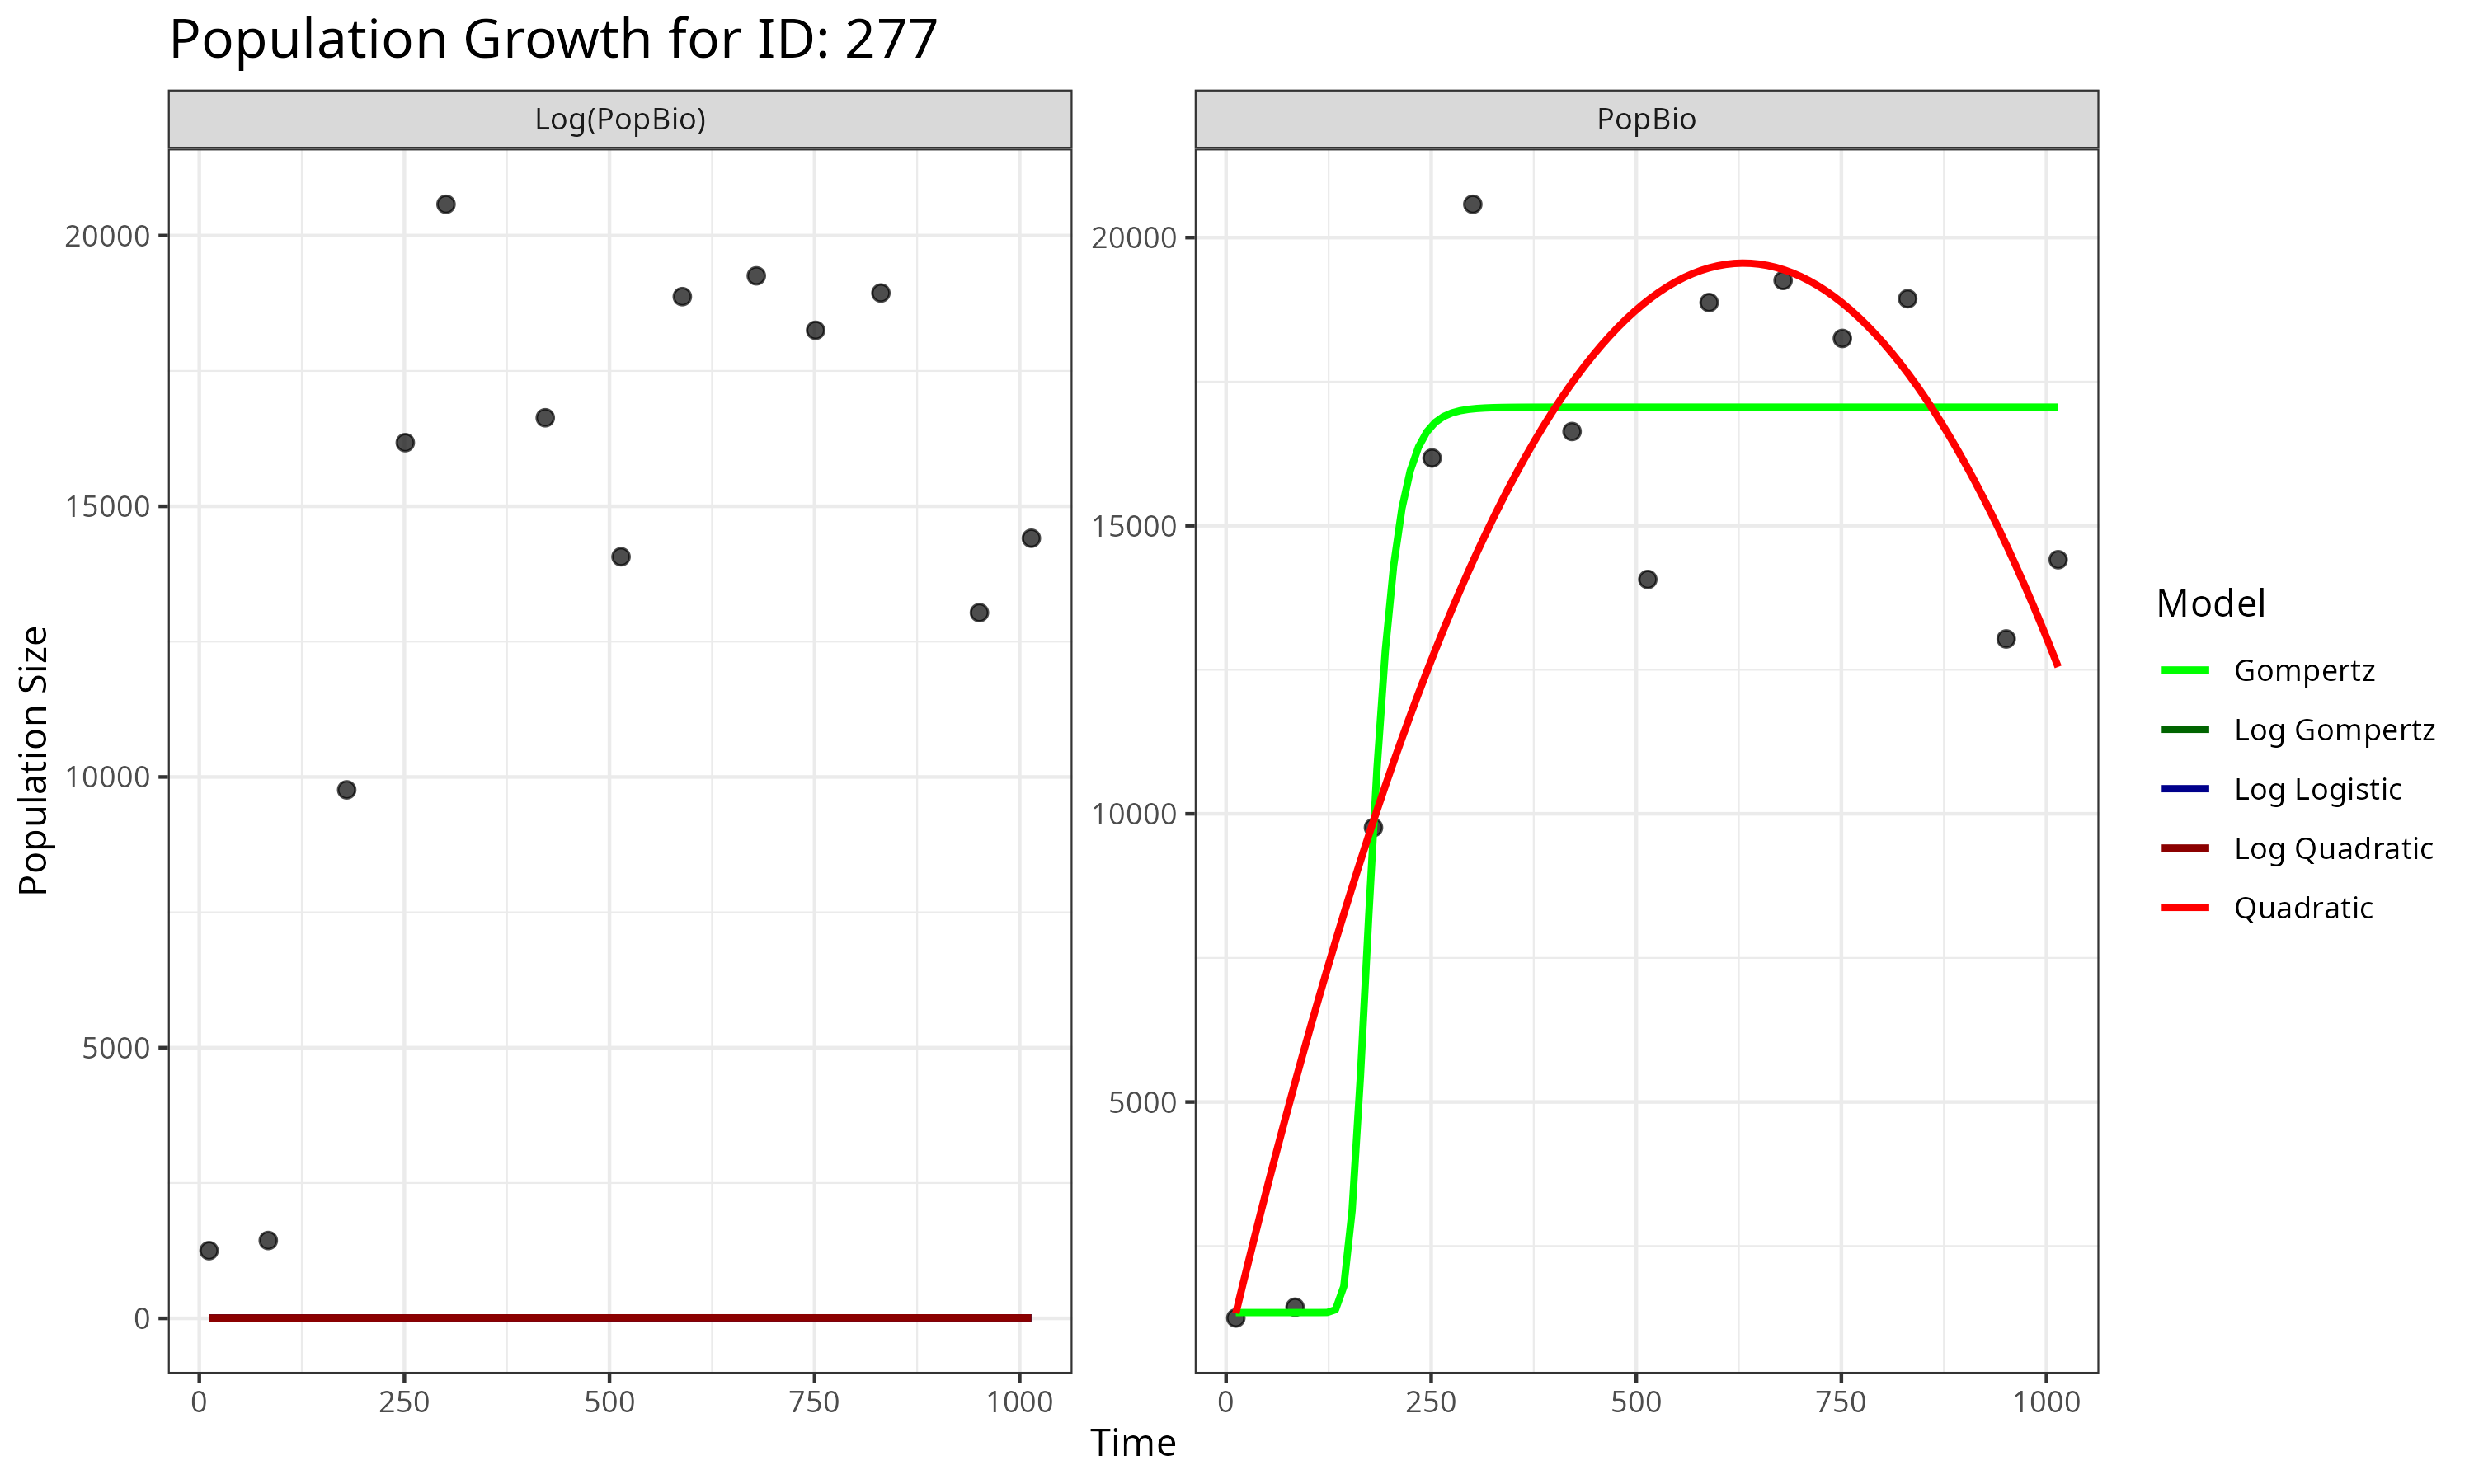 Population Growth for ID: 277
Log(PopBio)
PopBio
Population Size
20000
15000
10000
5000
0
20000
15000
10000
5000
0
250
500
750
1000
0
250
500
750
1000
Time
Model
Gompertz
Log Gompertz
Log Logistic
Log Quadratic
Quadratic